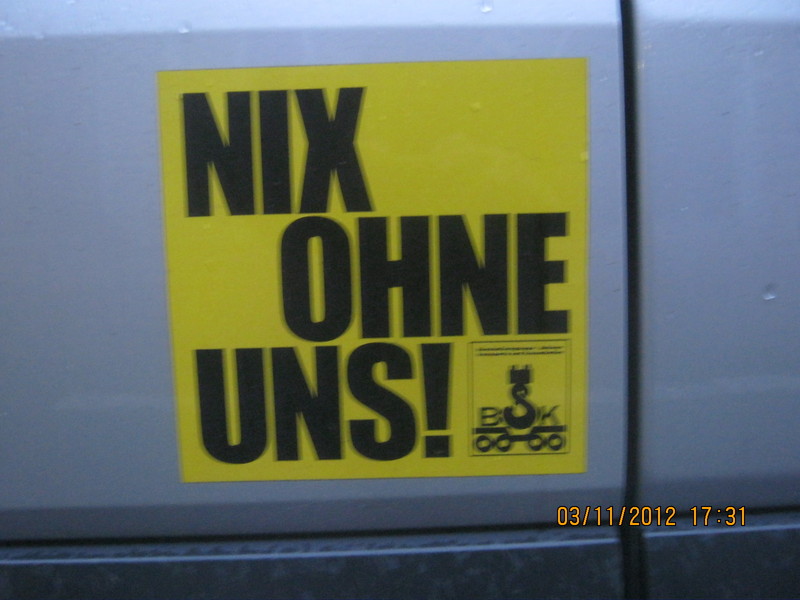 NIX
OHNE
UNS!
BSK
03/11/2012 17:31